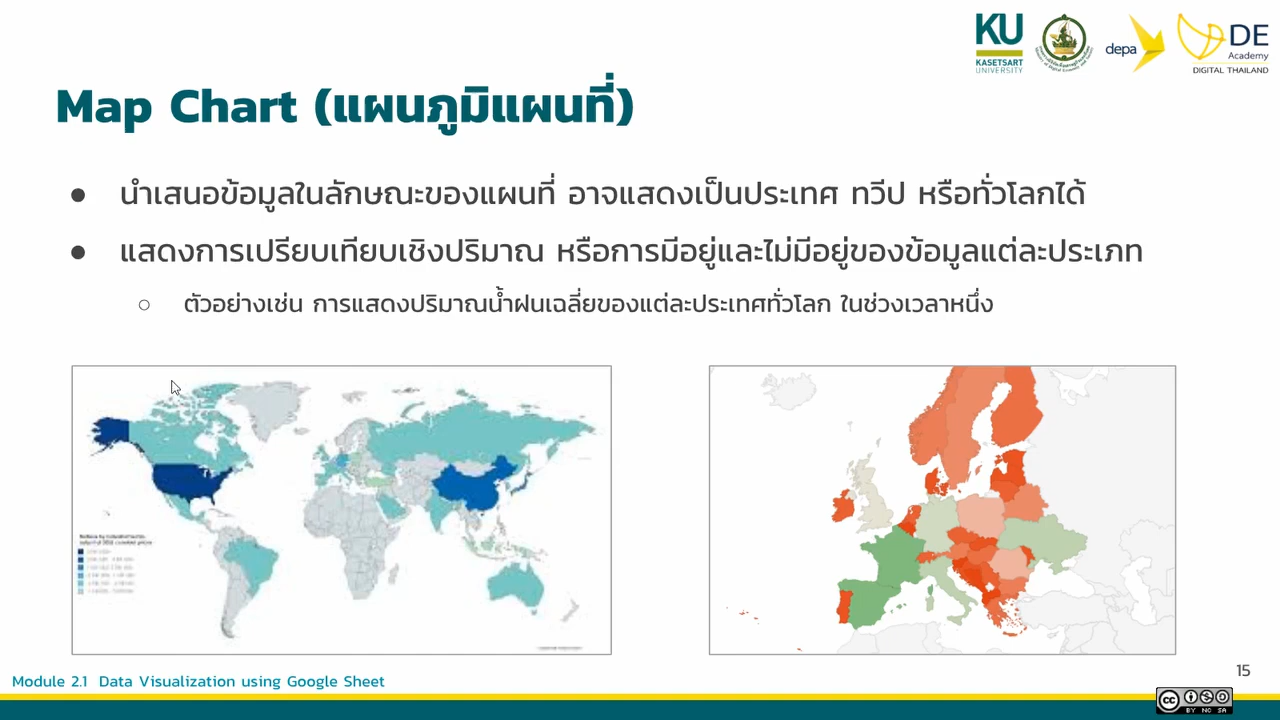 KU
KASETSART
UNIVERSITY
depa
DE
Academy
DIGITAL THAILAND
Map Chart (แผนภูมิแผนที่)
● นำเสนอข้อมูลในลักษณะของแผนที่ อาจแสดงเป็นประเทศ ทวีป หรือทั่วโลกได้
● แสดงการเปรียบเทียบเชิงปริมาณ หรือการมีอยู่และไม่มีอยู่ของข้อมูลแต่ละประเภท
○ ตัวอย่างเช่น การแสดงปริมาณน้ำฝนเฉลี่ยของแต่ละประเทศทั่วโลก ในช่วงเวลาหนึ่ง
15
Module 2.1 Data Visualization using Google Sheet
BY NC SA